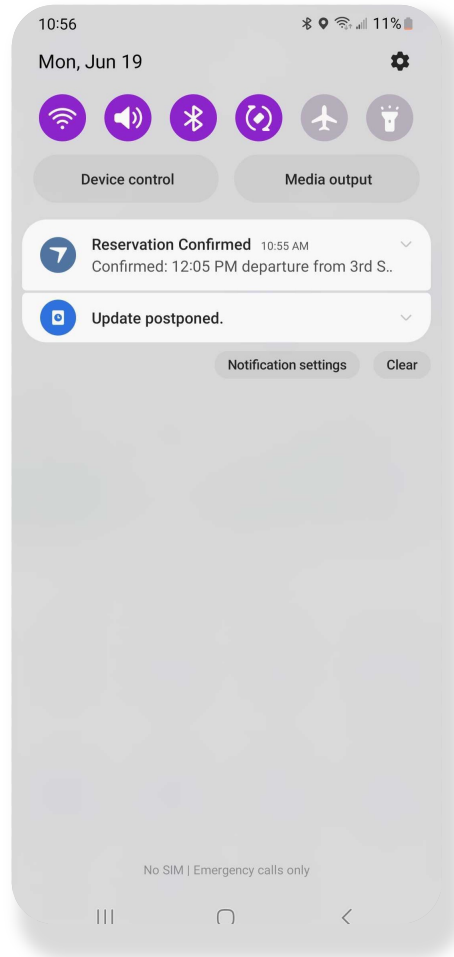 10:56 11%
Mon, Jun 19
Device control Media output
Reservation Confirmed 10:55 AM
Confirmed: 12:05 PM departure from 3rd S..
Update postponed.
Notification settings Clear
No SIM | Emergency calls only